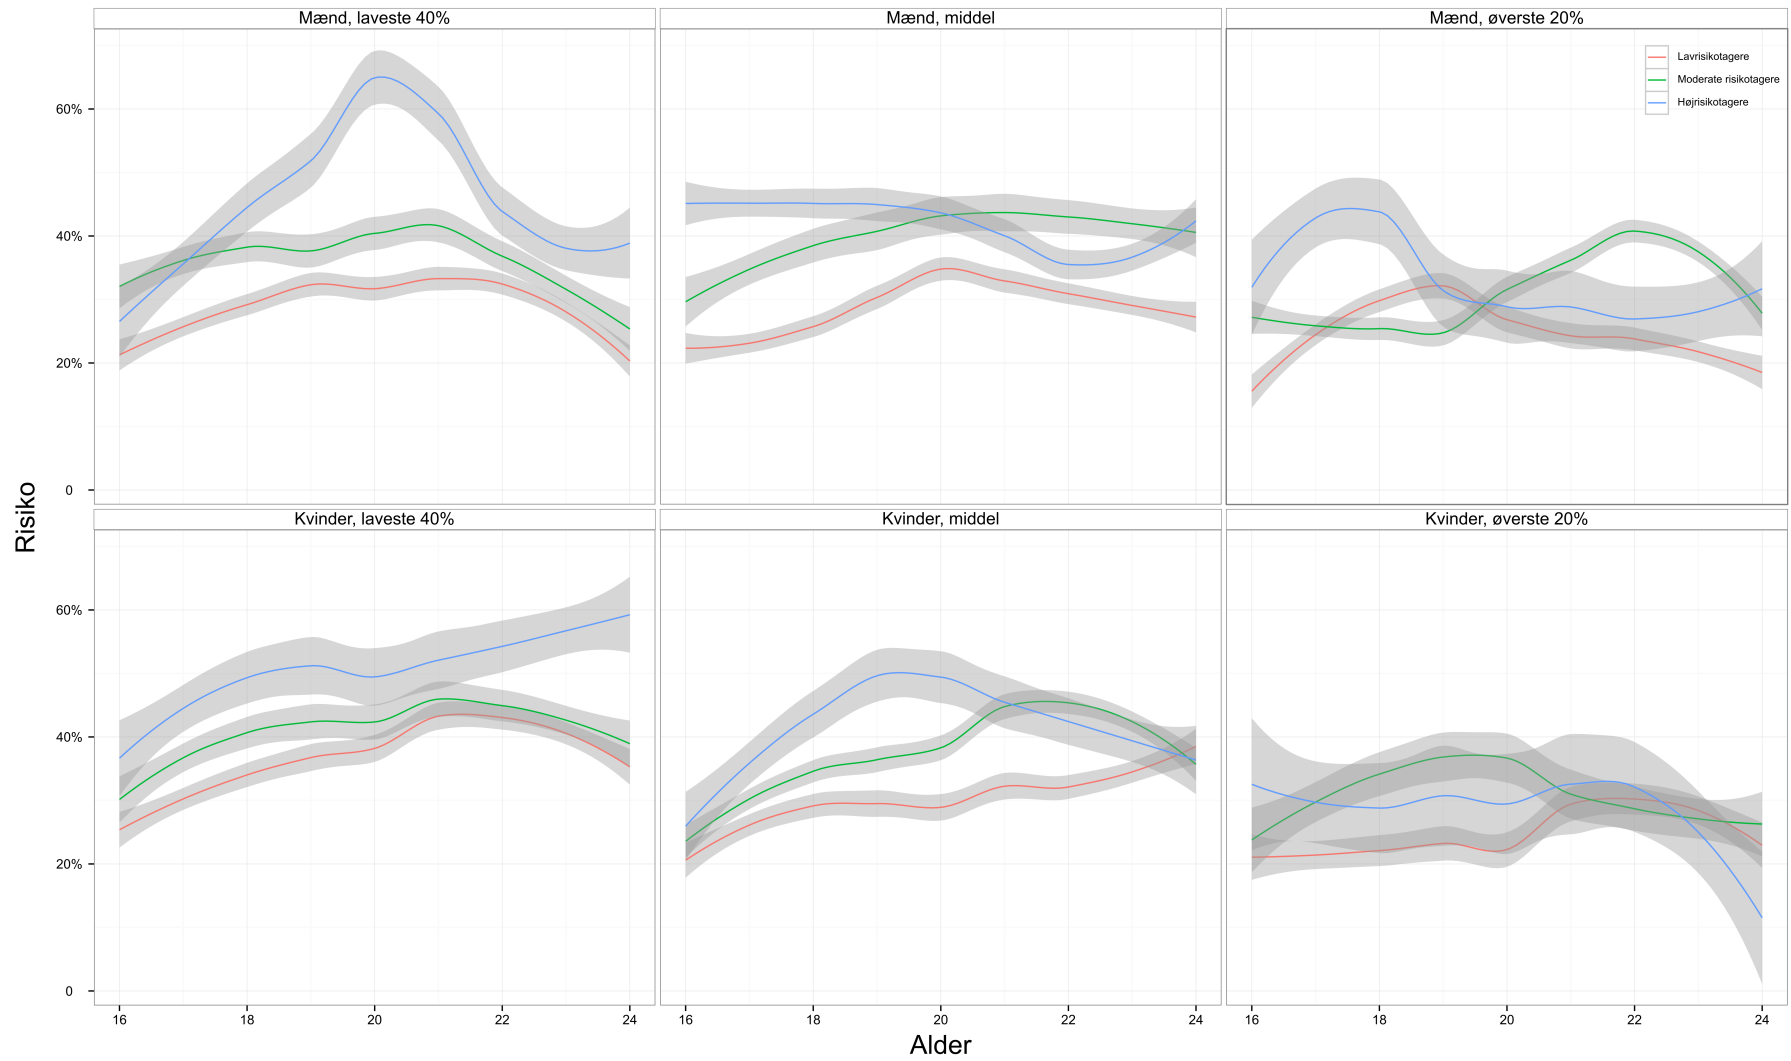 Mænd, laveste 40%
Mænd, middel
Mænd, øverste 20%
Lavrisikotagere
Moderate risikotagere
Højrisikotagere
60%
40%
20%
0
Risiko
Kvinder, laveste 40%
Kvinder, middel
Kvinder, øverste 20%
60%
40%
20%
0
16 18 20 22 24
16 18 20 22 24
16 18 20 22 24
Alder